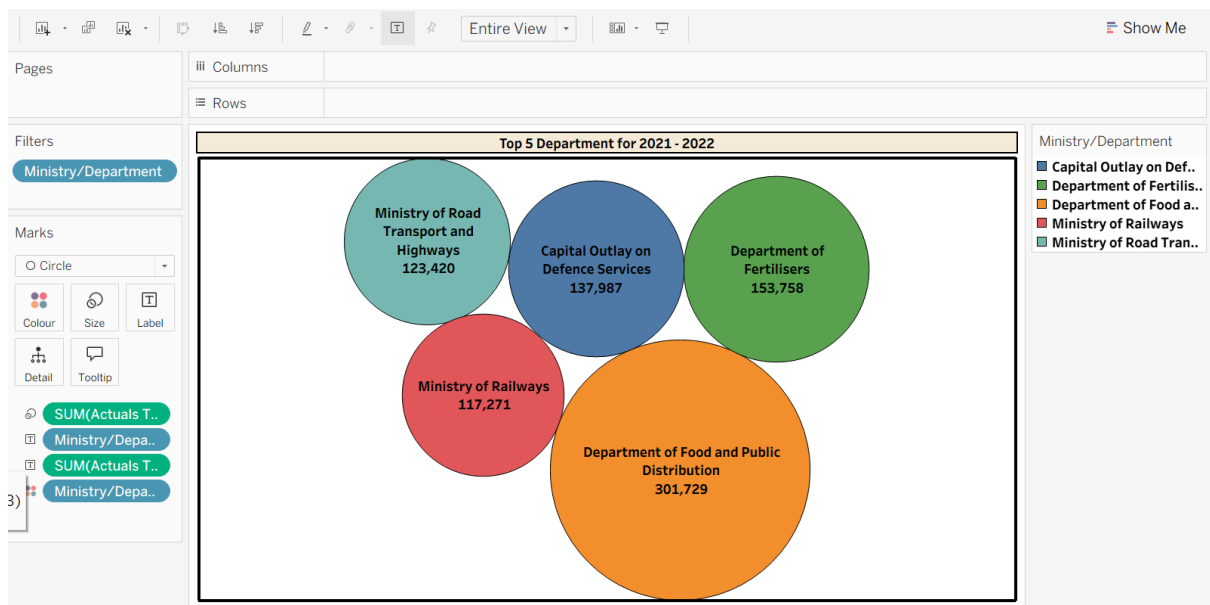 Entire View
Show Me
Pages
Columns
Rows
Filters
Ministry/Department
Marks
Circle
Colour
Size
Label
Detail
Tooltip
SUM(Actuals T..
Ministry/Depa..
SUM(Actuals T..
Ministry/Depa..
3)
Top 5 Department for 2021 - 2022
Ministry of Road
Transport and
Highways
123,420
Capital Outlay on
Defence Services
137,987
Department of
Fertilisers
153,758
Ministry of Railways
117,271
Department of Food and Public
Distribution
301,729
Ministry/Department
Capital Outlay on Def..
Department of Fertilis..
Department of Food a..
Ministry of Railways
Ministry of Road Tran..